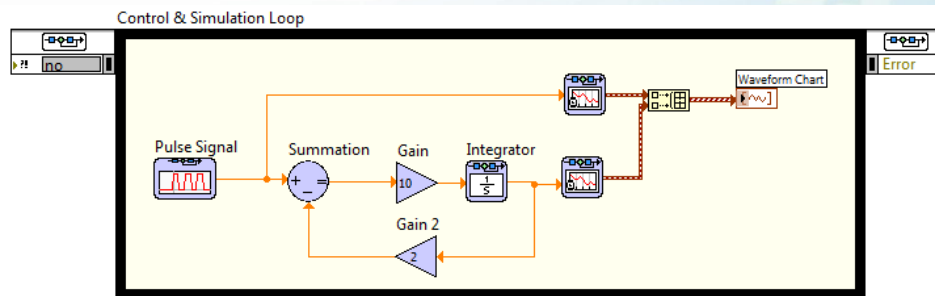 Control & Simulation Loop
?! no
Error
Waveform Chart
Pulse Signal
Summation
Gain
Integrator
+
=
−
10
1
s
Gain 2
2